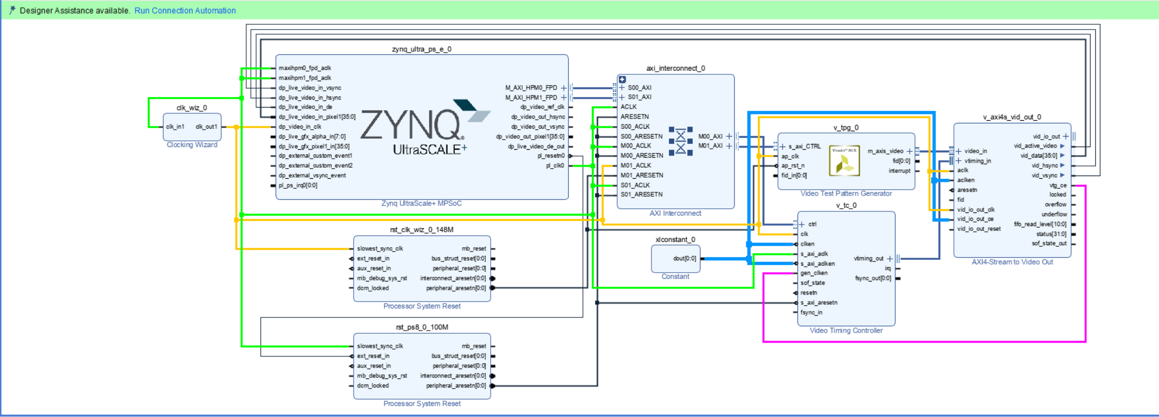 Designer Assistance available. Run Connection Automation
zynq_ultra_ps_e_0
maxihpm0_fpd_aclk
maxihpm1_fpd_aclk
dp_live_video_in_vsync
dp_live_video_in_hsync
dp_live_video_in_de
dp_live_video_in_pixel1[35:0]
dp_video_in_clk
dp_live_gfx_alpha_in[7:0]
dp_live_gfx_pixel1_in[35:0]
dp_external_custom_event1
dp_external_custom_event2
dp_external_vsync_event
pl_ps_irq0[0:0]
ZYNQ
UltraSCALE+
M_AXI_HPM0_FPD
M_AXI_HPM1_FPD
dp_video_ref_clk
dp_video_out_hsync
dp_video_out_vsync
dp_video_out_pixel1[35:0]
dp_live_video_de_out
pl_resetn0
pl_clk0
Zynq UltraScale+ MPSoC
clk_wiz_0
clk_in1
clk_out1
Clocking Wizard
axi_interconnect_0
S00_AXI
S01_AXI
ACLK
ARESETN
S00_ACLK
S00_ARESETN
M00_ACLK
M00_ARESETN
M01_ACLK
M01_ARESETN
S01_ACLK
S01_ARESETN
M00_AXI
M01_AXI
AXI Interconnect
v_tpg_0
s_axi_CTRL
ap_clk
ap_rst_n
fid_in[0:0]
m_axis_video
fid[0:0]
interrupt
Video Test Pattern Generator
v_axi4s_vid_out_0
video_in
vtiming_in
aclk
aclken
aresetn
fid
vid_io_out_clk
vid_io_out_ce
vid_io_out_reset
vid_io_out
vid_active_video
vid_data[35:0]
vid_hsync
vid_vsync
vtg_ce
locked
overflow
underflow
fifo_read_level[10:0]
status[31:0]
sof_state_out
AXI4-Stream to Video Out
v_tc_0
ctrl
clk
clken
s_axi_aclk
s_axi_aclken
gen_clken
sof_state
resetn
s_axi_aresetn
fsync_in
vtiming_out
irq
fsync_out[0:0]
Video Timing Controller
xlconstant_0
dout[0:0]
Constant
rst_clk_wiz_0_148M
slowest_sync_clk
ext_reset_in
aux_reset_in
mb_debug_sys_rst
dcm_locked
mb_reset
bus_struct_reset[0:0]
peripheral_reset[0:0]
interconnect_aresetn[0:0]
peripheral_aresetn[0:0]
Processor System Reset
rst_ps8_0_100M
slowest_sync_clk
ext_reset_in
aux_reset_in
mb_debug_sys_rst
dcm_locked
mb_reset
bus_struct_reset[0:0]
peripheral_reset[0:0]
interconnect_aresetn[0:0]
peripheral_aresetn[0:0]
Processor System Reset